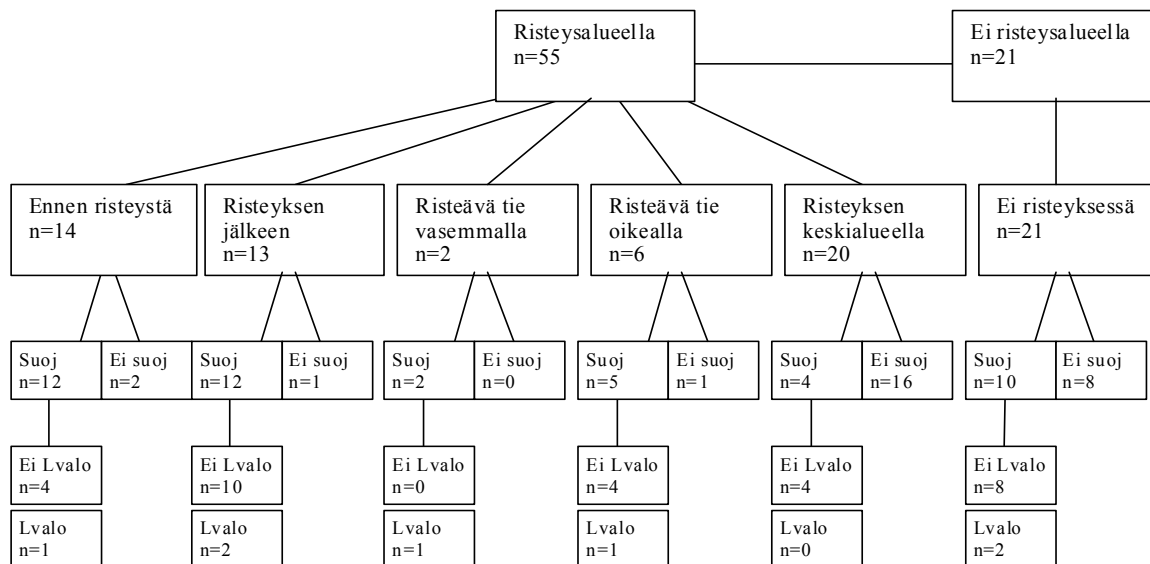 Risteysalueella
n=55
Ei risteysalueella
n=21
Ennen risteystä
n=14
Risteyksen
jälkeen
n=13
Risteävä tie
vasemmalla
n=2
Risteävä tie
oikealla
n=6
Risteyksen
keskialueella
n=20
Ei risteyksessä
n=21
Suoj
n=12
Ei suoj
n=2
Suoj
n=12
Ei suoj
n=1
Suoj
n=2
Ei suoj
n=0
Suoj
n=5
Ei suoj
n=1
Suoj
n=4
Ei suoj
n=16
Suoj
n=10
Ei suoj
n=8
Ei Lvalo
n=4
Ei Lvalo
n=10
Ei Lvalo
n=0
Ei Lvalo
n=4
Ei Lvalo
n=4
Ei Lvalo
n=8
Lvalo
n=1
Lvalo
n=2
Lvalo
n=1
Lvalo
n=1
Lvalo
n=0
Lvalo
n=2